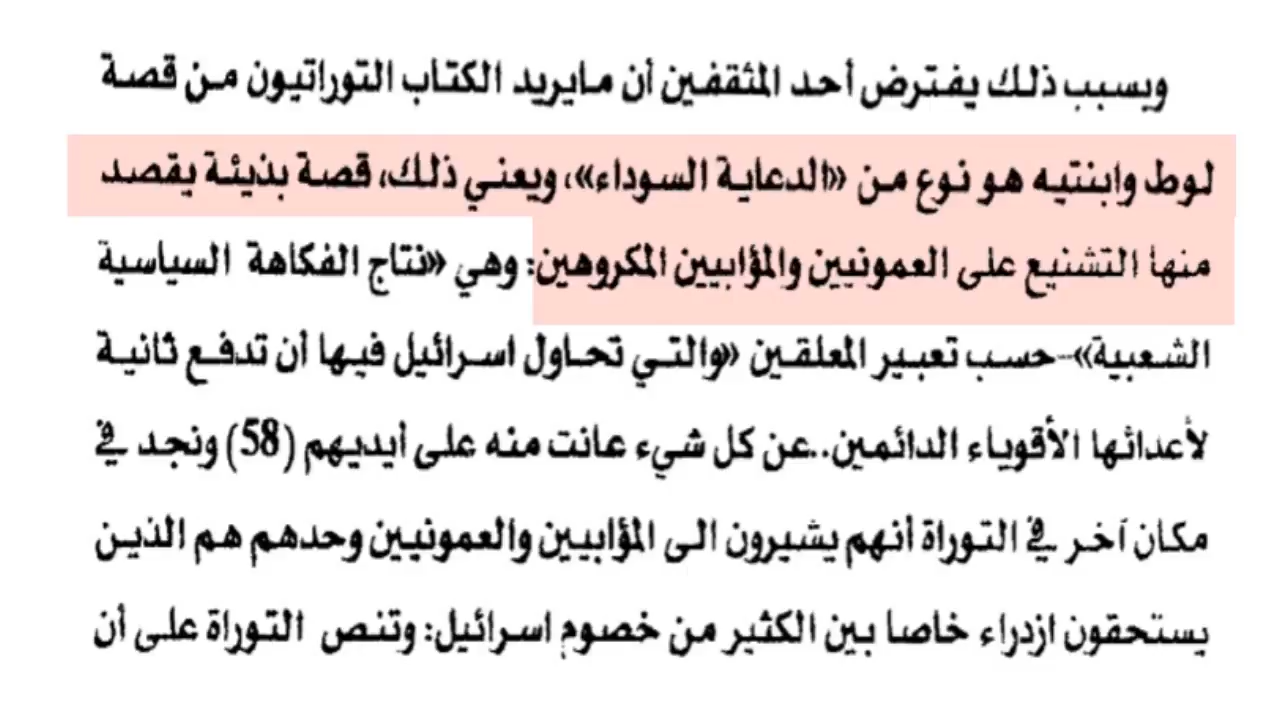 وبسبب ذلك يفترض أحد المثقفين أن مايريد الكتاب التوراتيون من قصة
لوط وابنتيه هو نوع من «الدعاية السوداء»، ويعني ذلك، قصة بذيئة يقصد
منها التشنيع على العمونيين والمؤابيين المكروهين: وهي «نتاج الفكاهة السياسية
الشعبية»-حسب تعبير المعلقين «والتي تحاول اسرائيل فيها أن تدفع ثانية
لأعدائها الأقوياء الدائمين..عن كل شيء عانت منه على أيديهم (58) ونجد في
مكان آخر في التوراة أنهم يشيرون الى المؤابيين والعمونيين وحدهم هم الذين
يستحقون ازدراء خاصا بين الكثير من خصوم اسرائيل: وتنص التوراة على أن